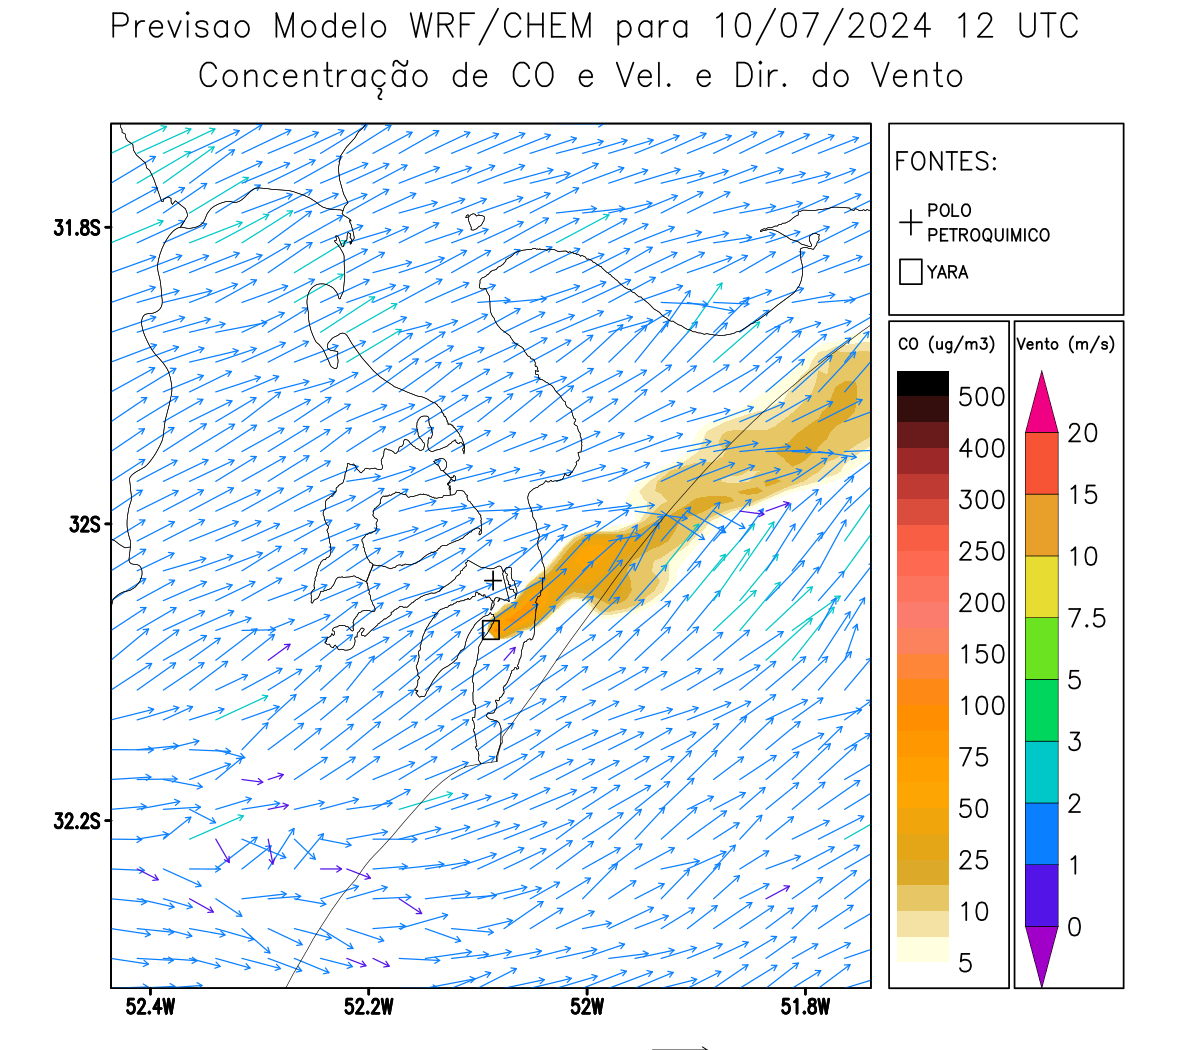 Previsao Modelo WRF/CHEM para 10/07/2024 12 UTC
Concentração de CO e Vel. e Dir. do Vento
FONTES:
POLO
PETROQUIMICO
YARA
CO (ug/m3)
500
400
300
250
200
150
100
75
50
25
10
5
Vento (m/s)
20
15
10
7.5
5
3
2
1
0
31.8S
32S
32.2S
52.4W
52.2W
52W
51.8W